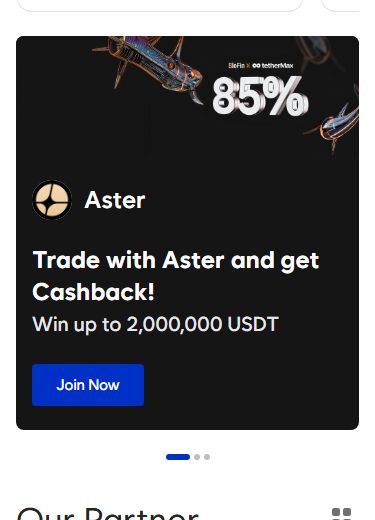 SleFin X tetherMax
85%
Aster
Trade with Aster and get
Cashback!
Win up to 2,000,000 USDT
Join Now
Our Partner